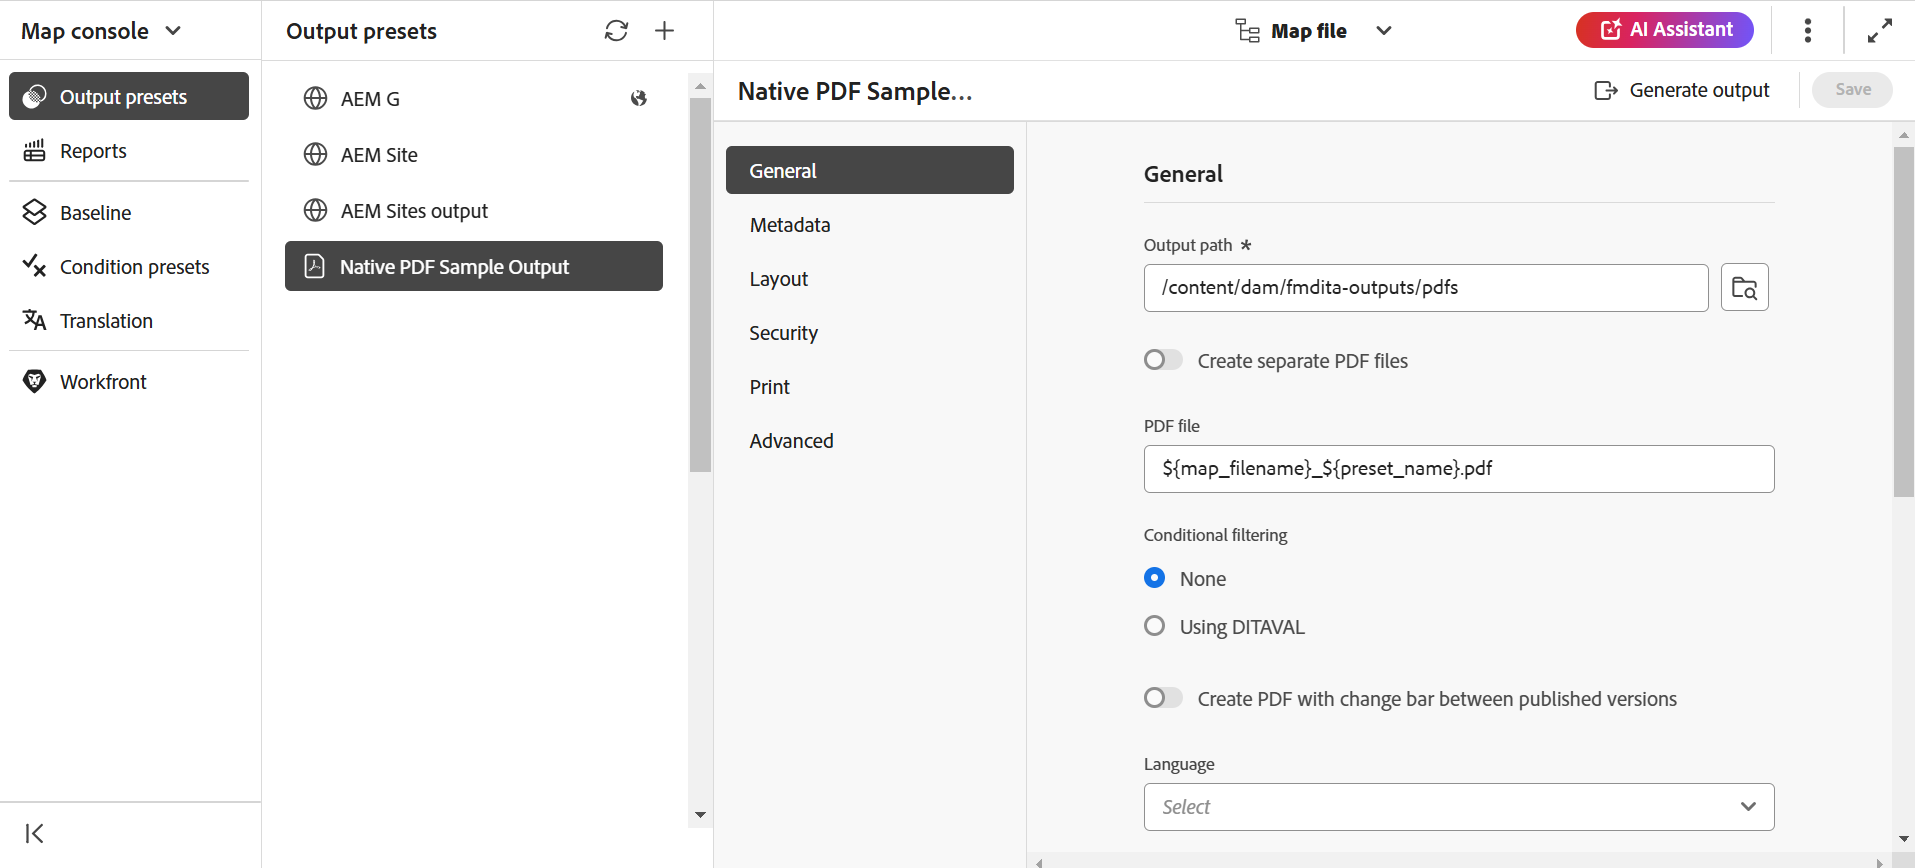 Map console
Output presets
Reports
Baseline
Condition presets
Translation
Workfront
Output presets
AEM G
AEM Site
AEM Sites output
Native PDF Sample Output
Map file
AI Assistant
Native PDF Sample...
Generate output
Save
General
Metadata
Layout
Security
Print
Advanced
General
Output path *
/content/dam/fmdita-outputs/pdfs
Create separate PDF files
PDF file
${map_filename}_${preset_name}.pdf
Conditional filtering
None
Using DITAVAL
Create PDF with change bar between published versions
Language
Select